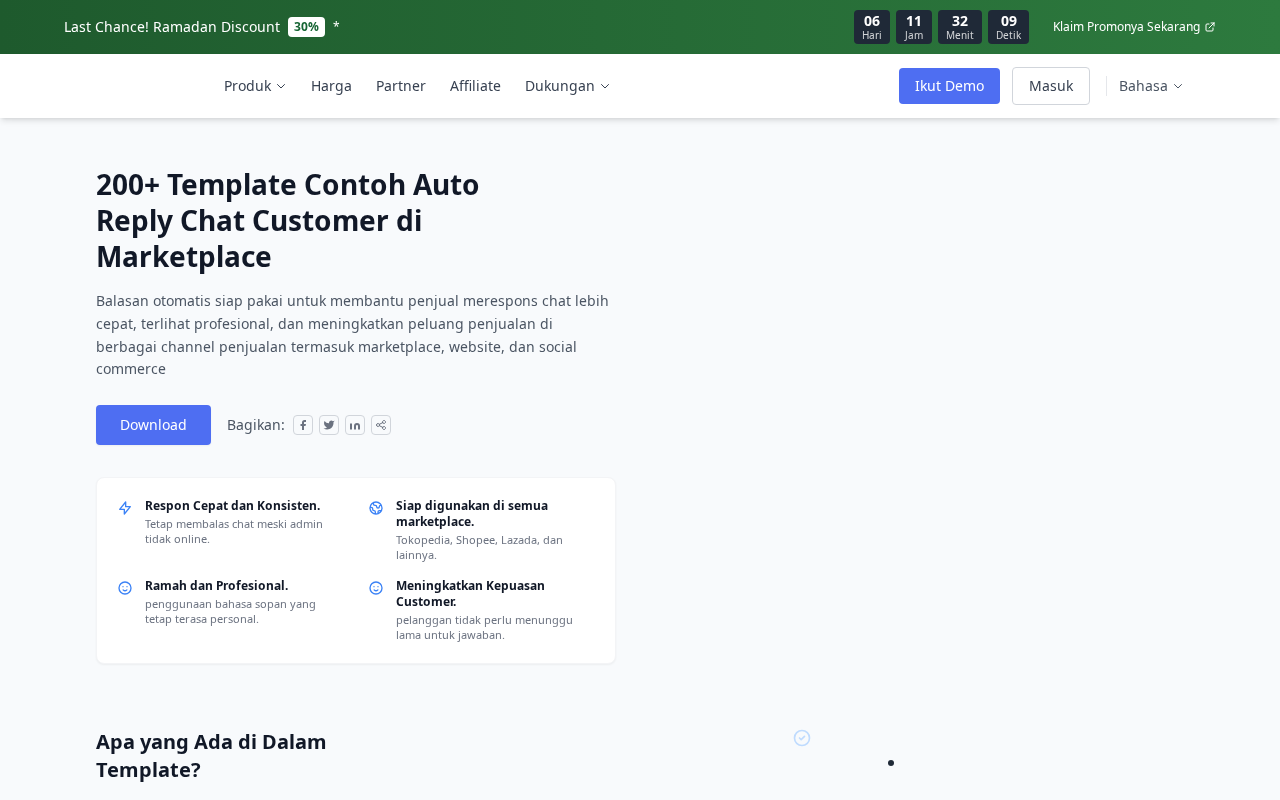 Last Chance! Ramadan Discount 30% *
06 Hari 11 Jam 32 Menit 09 Detik
Klaim Promonya Sekarang
Produk Harga Partner Affiliate Dukungan Ikut Demo Masuk Bahasa
200+ Template Contoh Auto
Reply Chat Customer di
Marketplace
Balasan otomatis siap pakai untuk membantu penjual merespons chat lebih
cepat, terlihat profesional, dan meningkatkan peluang penjualan di
berbagai channel penjualan termasuk marketplace, website, dan social
commerce
Download Bagikan:
Respon Cepat dan Konsisten.
Tetap membalas chat meski admin
tidak online.
Siap digunakan di semua
marketplace.
Tokopedia, Shopee, Lazada, dan
lainnya.
Ramah dan Profesional.
penggunaan bahasa sopan yang
tetap terasa personal.
Meningkatkan Kepuasan
Customer.
pelanggan tidak perlu menunggu
lama untuk jawaban.
Apa yang Ada di Dalam
Template?